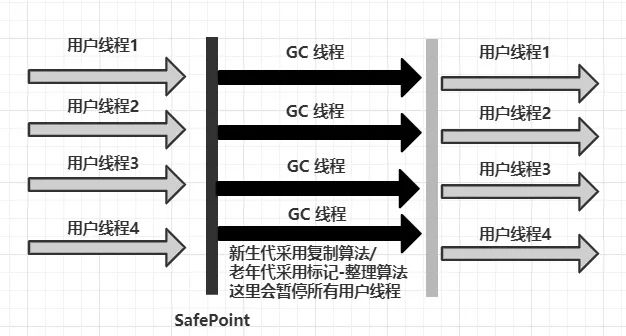 用户线程1
GC 线程
用户线程1
用户线程2
GC 线程
用户线程2
用户线程3
GC 线程
用户线程3
用户线程4
GC 线程
用户线程4
新生代采用复制算法/
老年代采用标记-整理算法
这里会暂停所有用户线程
SafePoint